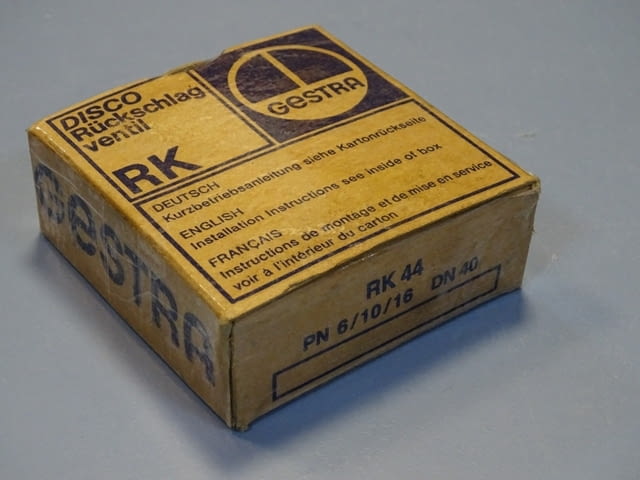 DISCO
Rückschlag
ventil
RK
GESTRA
DEUTSCH
Kurzbetriebsanleitung siehe Kartonrückseite
ENGLISH
Installation Instructions see inside of box
FRANÇAIS
Instructions de montage et de mise en service
voir à l'intérieur du carton
GESTRA
RK 44
PN 6/10/16 DN 40